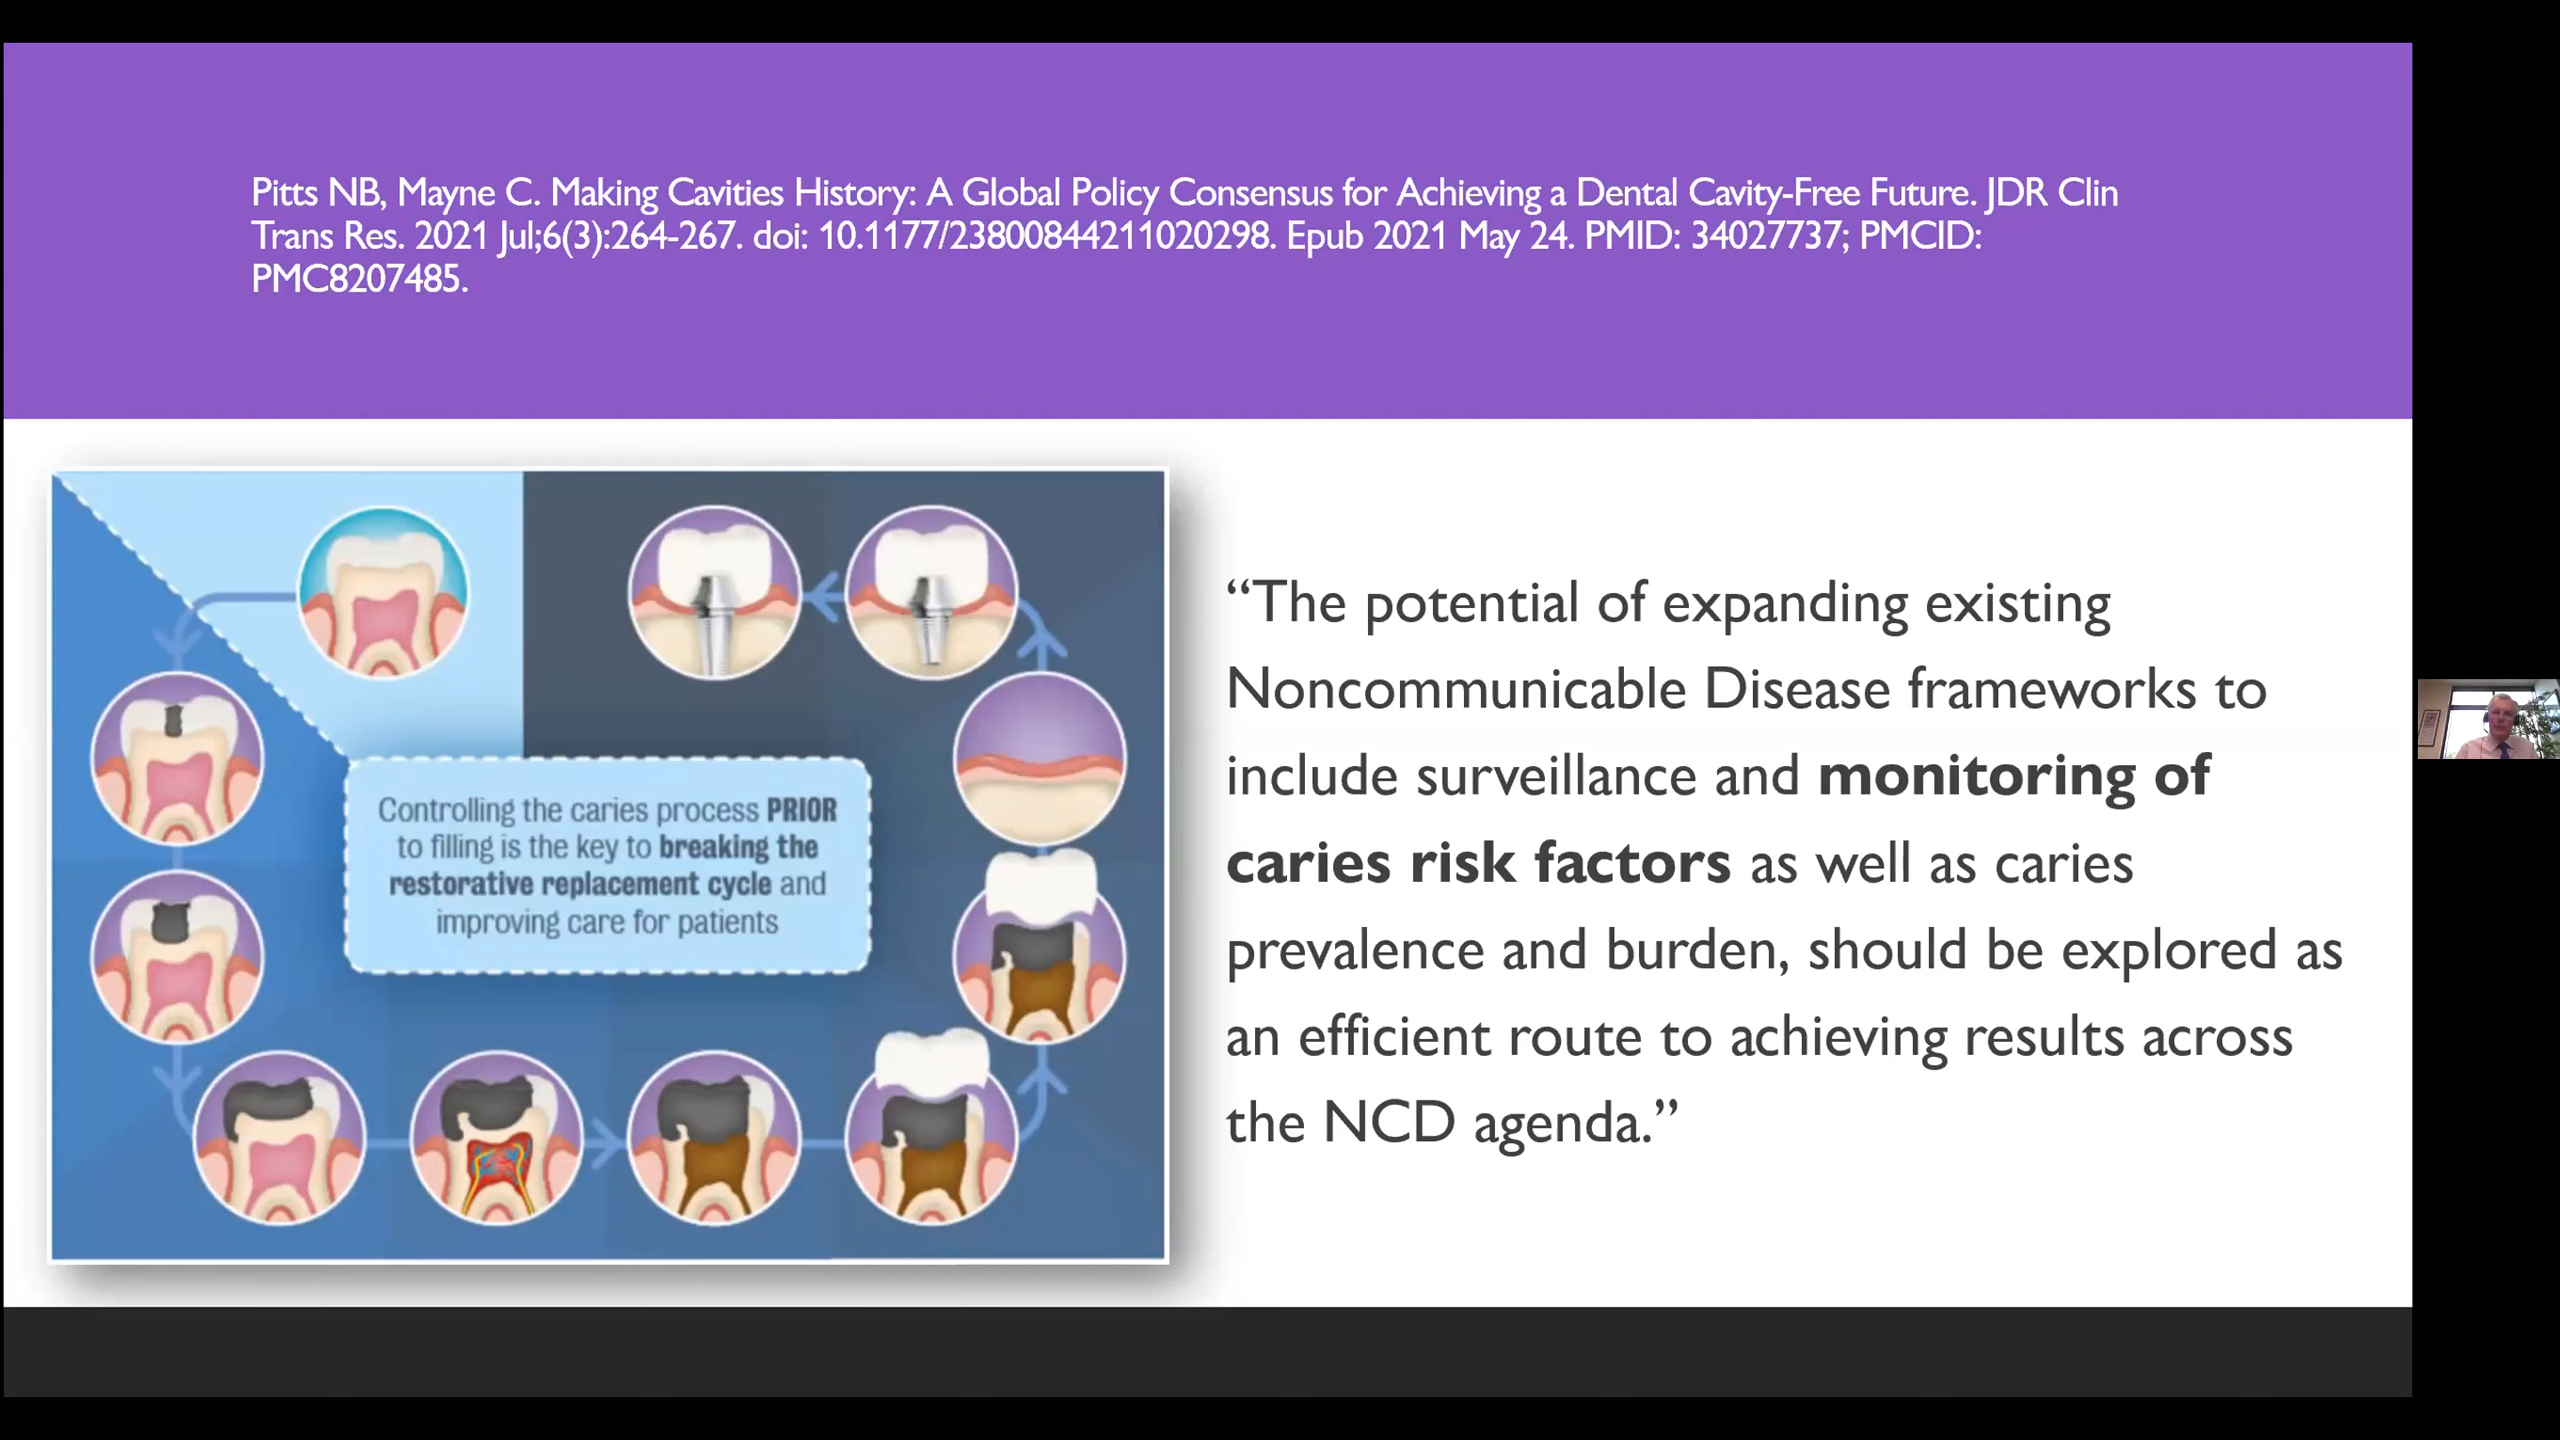 Pitts NB, Mayne C. Making Cavities History: A Global Policy Consensus for Achieving a Dental Cavity-Free Future. JDR Clin
Trans Res. 2021 Jul;6(3):264-267. doi: 10.1177/23800844211020298. Epub 2021 May 24. PMID: 34027737; PMCID:
PMC8207485.
Controlling the caries process PRIOR
to filling is the key to breaking the
restorative replacement cycle and
improving care for patients
“The potential of expanding existing
Noncommunicable Disease frameworks to
include surveillance and monitoring of
caries risk factors as well as caries
prevalence and burden, should be explored as
an efficient route to achieving results across
the NCD agenda.”